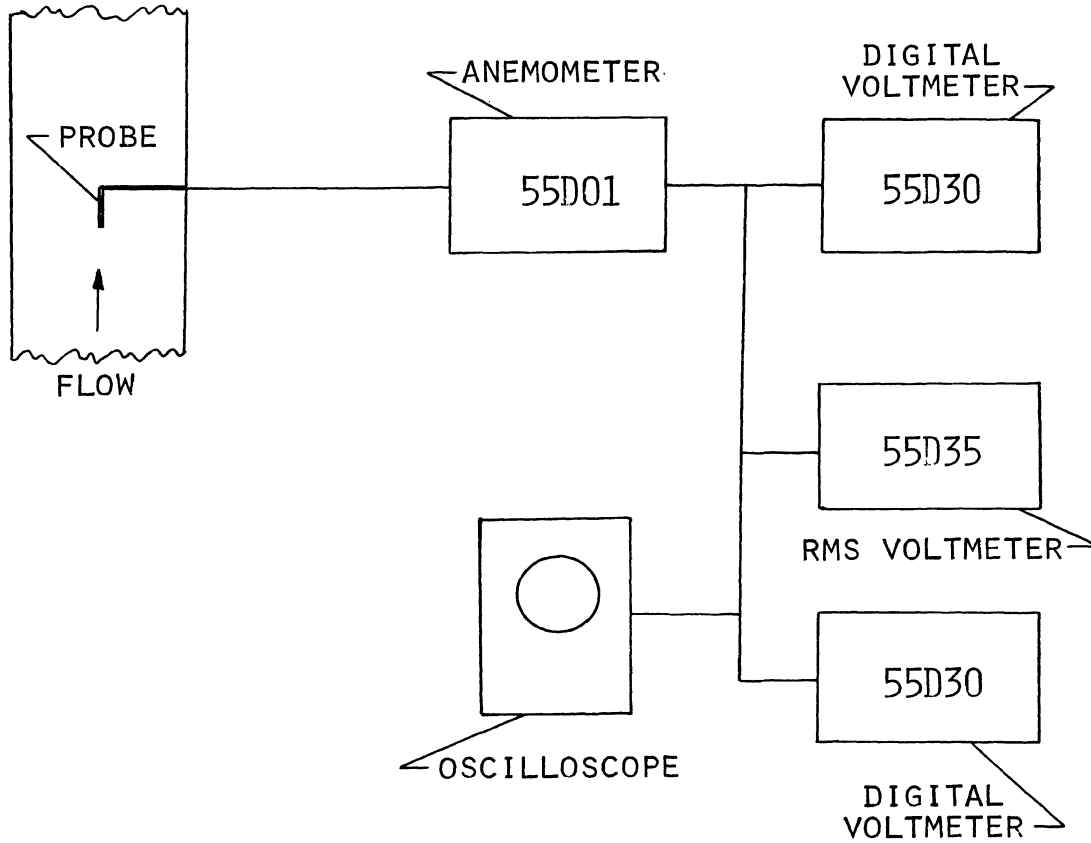 DIGITAL
VOLTMETER
ANEMOMETER
PROBE
55D01
55D30
FLOW
55D35
RMS VOLTMETER
55D30
OSCILLOSCOPE
DIGITAL
VOLTMETER